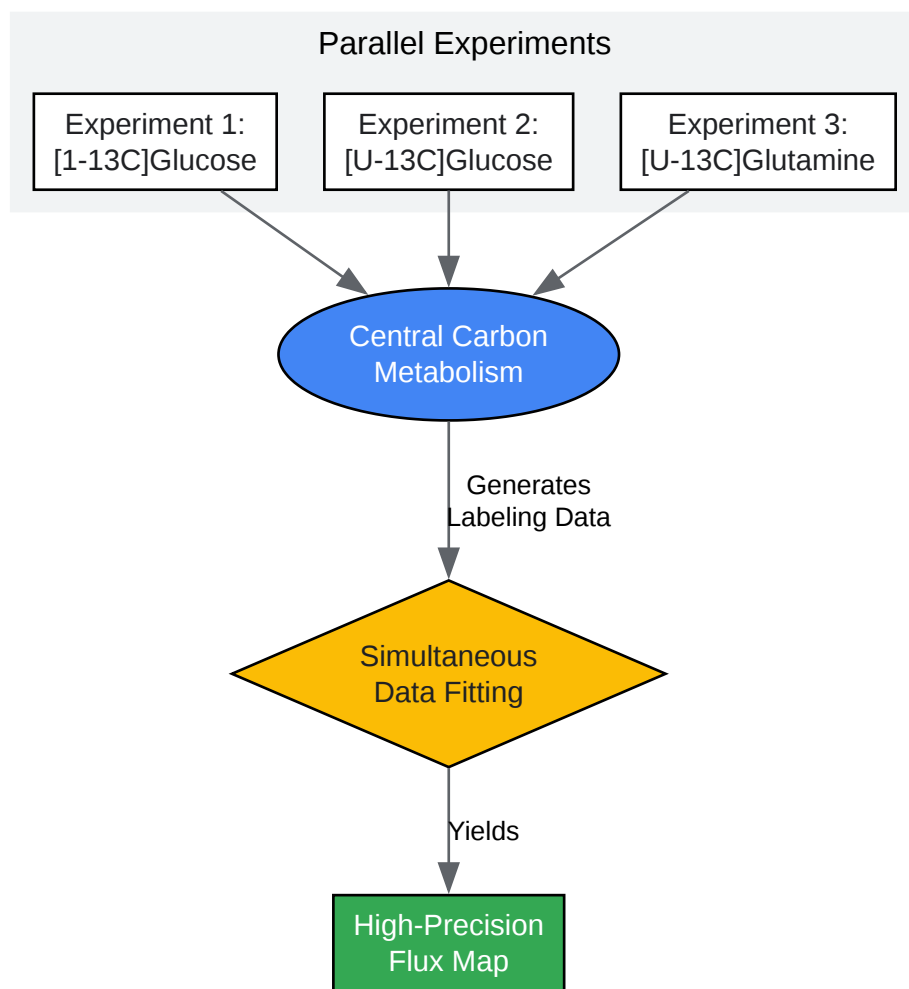 Parallel Experiments
Experiment 1:
[1-13C]Glucose
Experiment 2:
[U-13C]Glucose
Experiment 3:
[U-13C]Glutamine
Central Carbon
Metabolism
Generates
Labeling Data
Simultaneous
Data Fitting
Yields
High-Precision
Flux Map